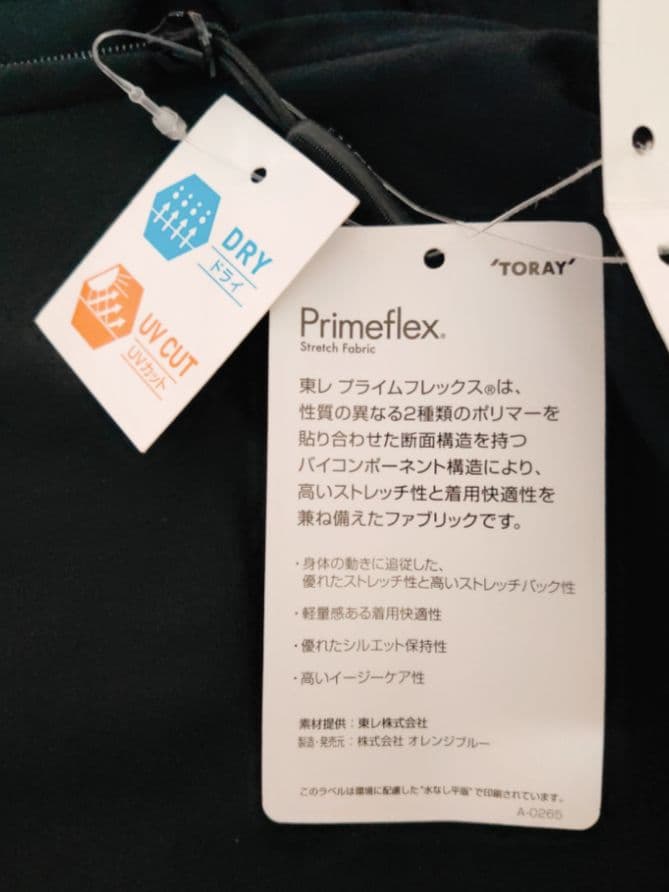 DRY
ドライ
UV CUT
UVカット
'TORAY'
Primeflex®
Stretch Fabric
東レ プライムフレックス®は、
性質の異なる2種類のポリマーを
貼り合わせた断面構造を持つ
バイコンポーネント構造により、
高いストレッチ性と着用快適性を
兼ね備えたファブリックです。
・身体の動きに追従した、
優れたストレッチ性と高いストレッチバック性
・軽量感ある着用快適性
・優れたシルエット保持性
・高いイージーケア性
素材提供：東レ株式会社
製造・発売元：株式会社 オレンジブルー
このラベルは環境に配慮した"水なし平版"で印刷されています。
A-0265